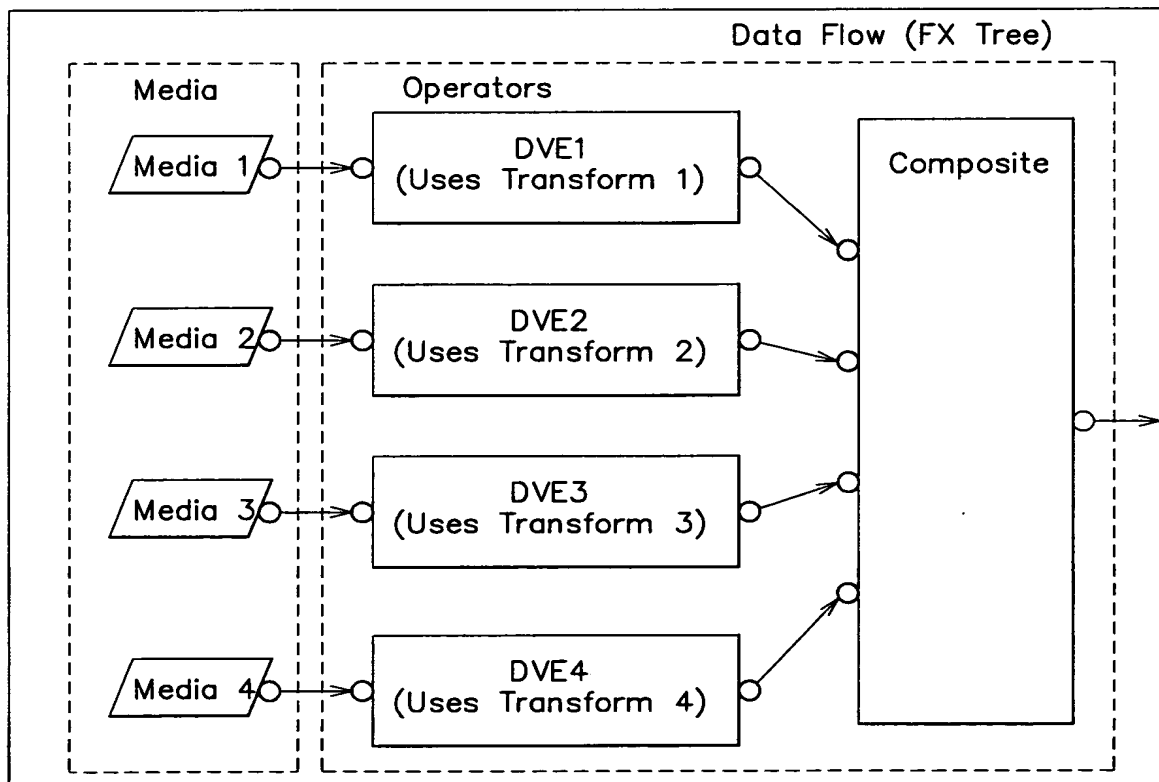 Data Flow (FX Tree)
Media
Operators
Media 1
DVE1
(Uses Transform 1)
Composite
Media 2
DVE2
(Uses Transform 2)
Media 3
DVE3
(Uses Transform 3)
Media 4
DVE4
(Uses Transform 4)